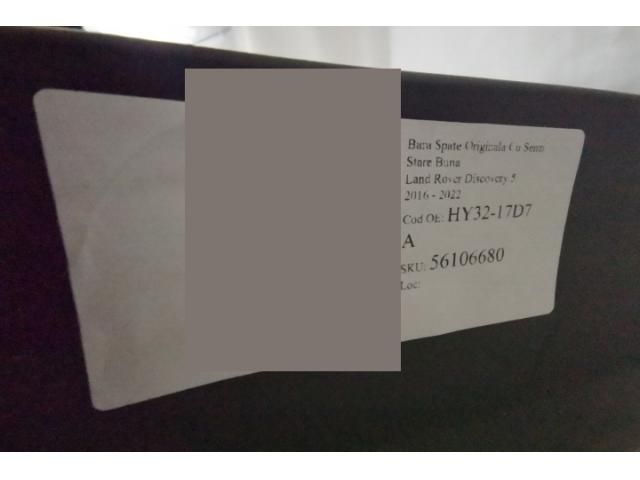 Bara Spate Originala Cu Senzo
Stare Buna
Land Rover Discovery 5
2016 - 2022
Cod OE: HY32-17D7
A
SKU: 56106680
Loc: